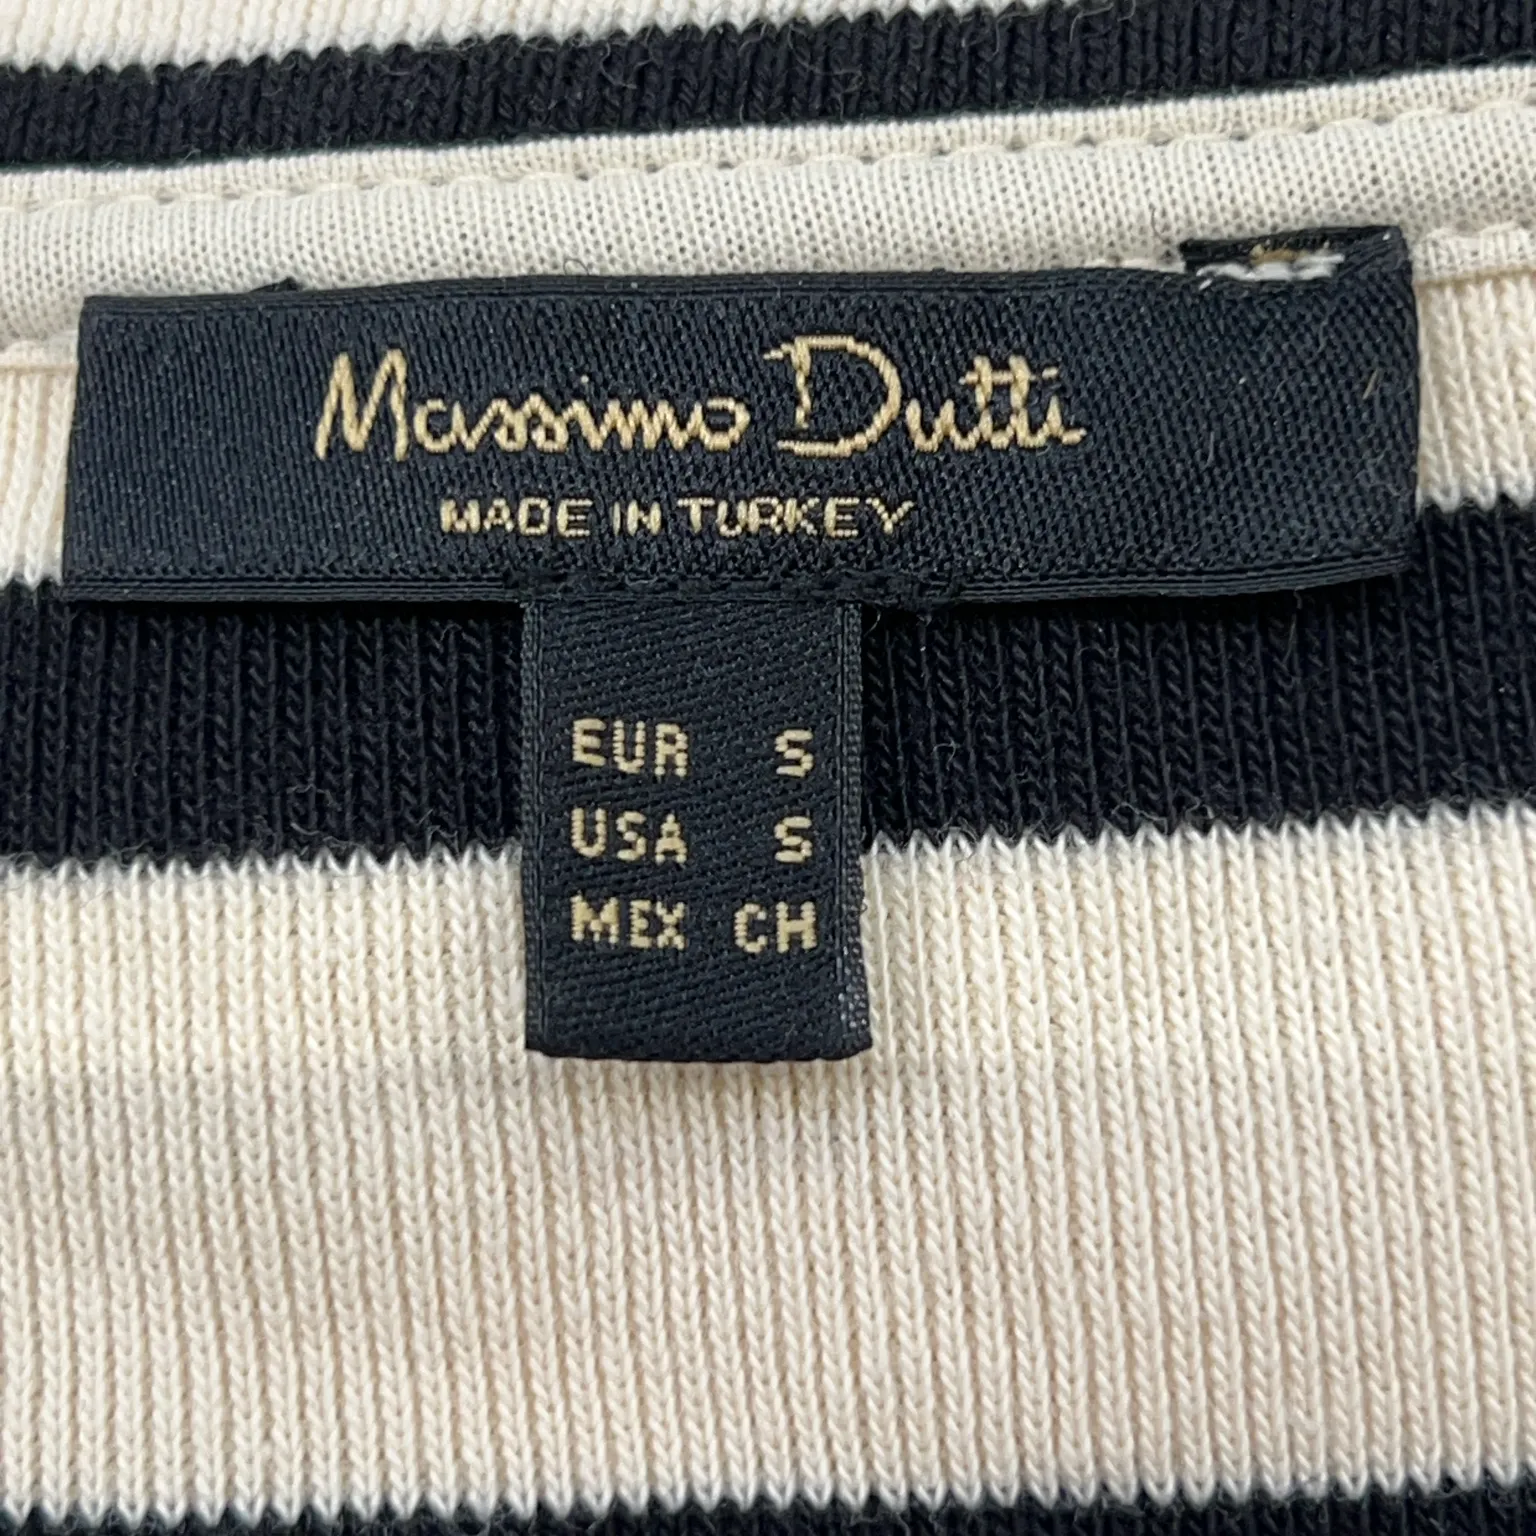 Massimo Dutti
MADE IN TURKEY
EUR S
USA S
MEX CH